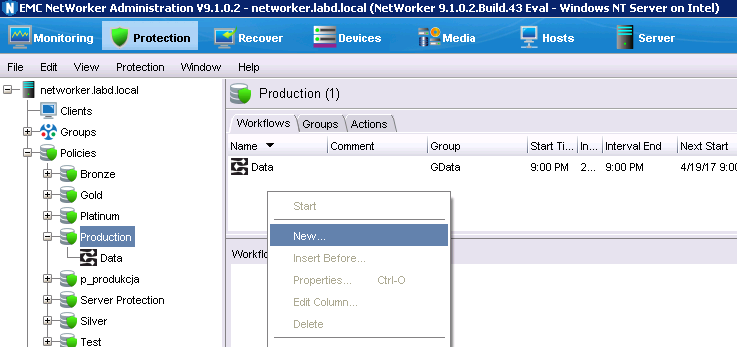 EMC NetWorker Administration V9.1.0.2 - networker.labd.local (NetWorker 9.1.0.2.Build.43 Eval - Windows NT Server on Intel)
Monitoring Protection Recover Devices Media Hosts Server
File Edit View Protection Window Help
networker.labd.local
Clients
Groups
Policies
Bronze
Gold
Platinum
Production
Data
p_produkcja
Server Protection
Silver
Test
Production (1)
Workflows Groups Actions
Name Comment Group Start Ti... In... Interval End Next Start
Data GData 9:00 PM 2... 9:00 PM 4/19/17 9:00
Start
New...
Insert Before...
Properties... Ctrl-O
Edit Column...
Delete